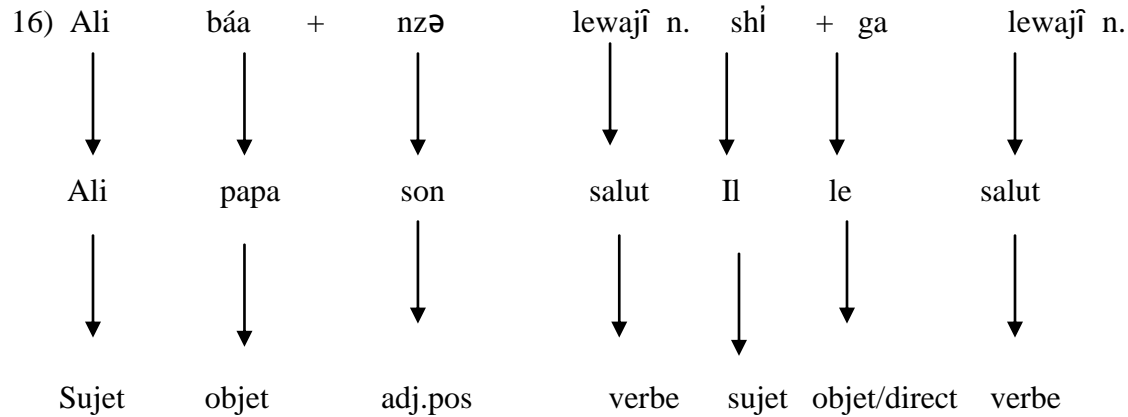 16) Ali báa + nzə lewajî n. shi̍ + ga lewajî n.
Ali papa son salut Il le salut
Sujet objet adj.pos verbe sujet objet/direct verbe